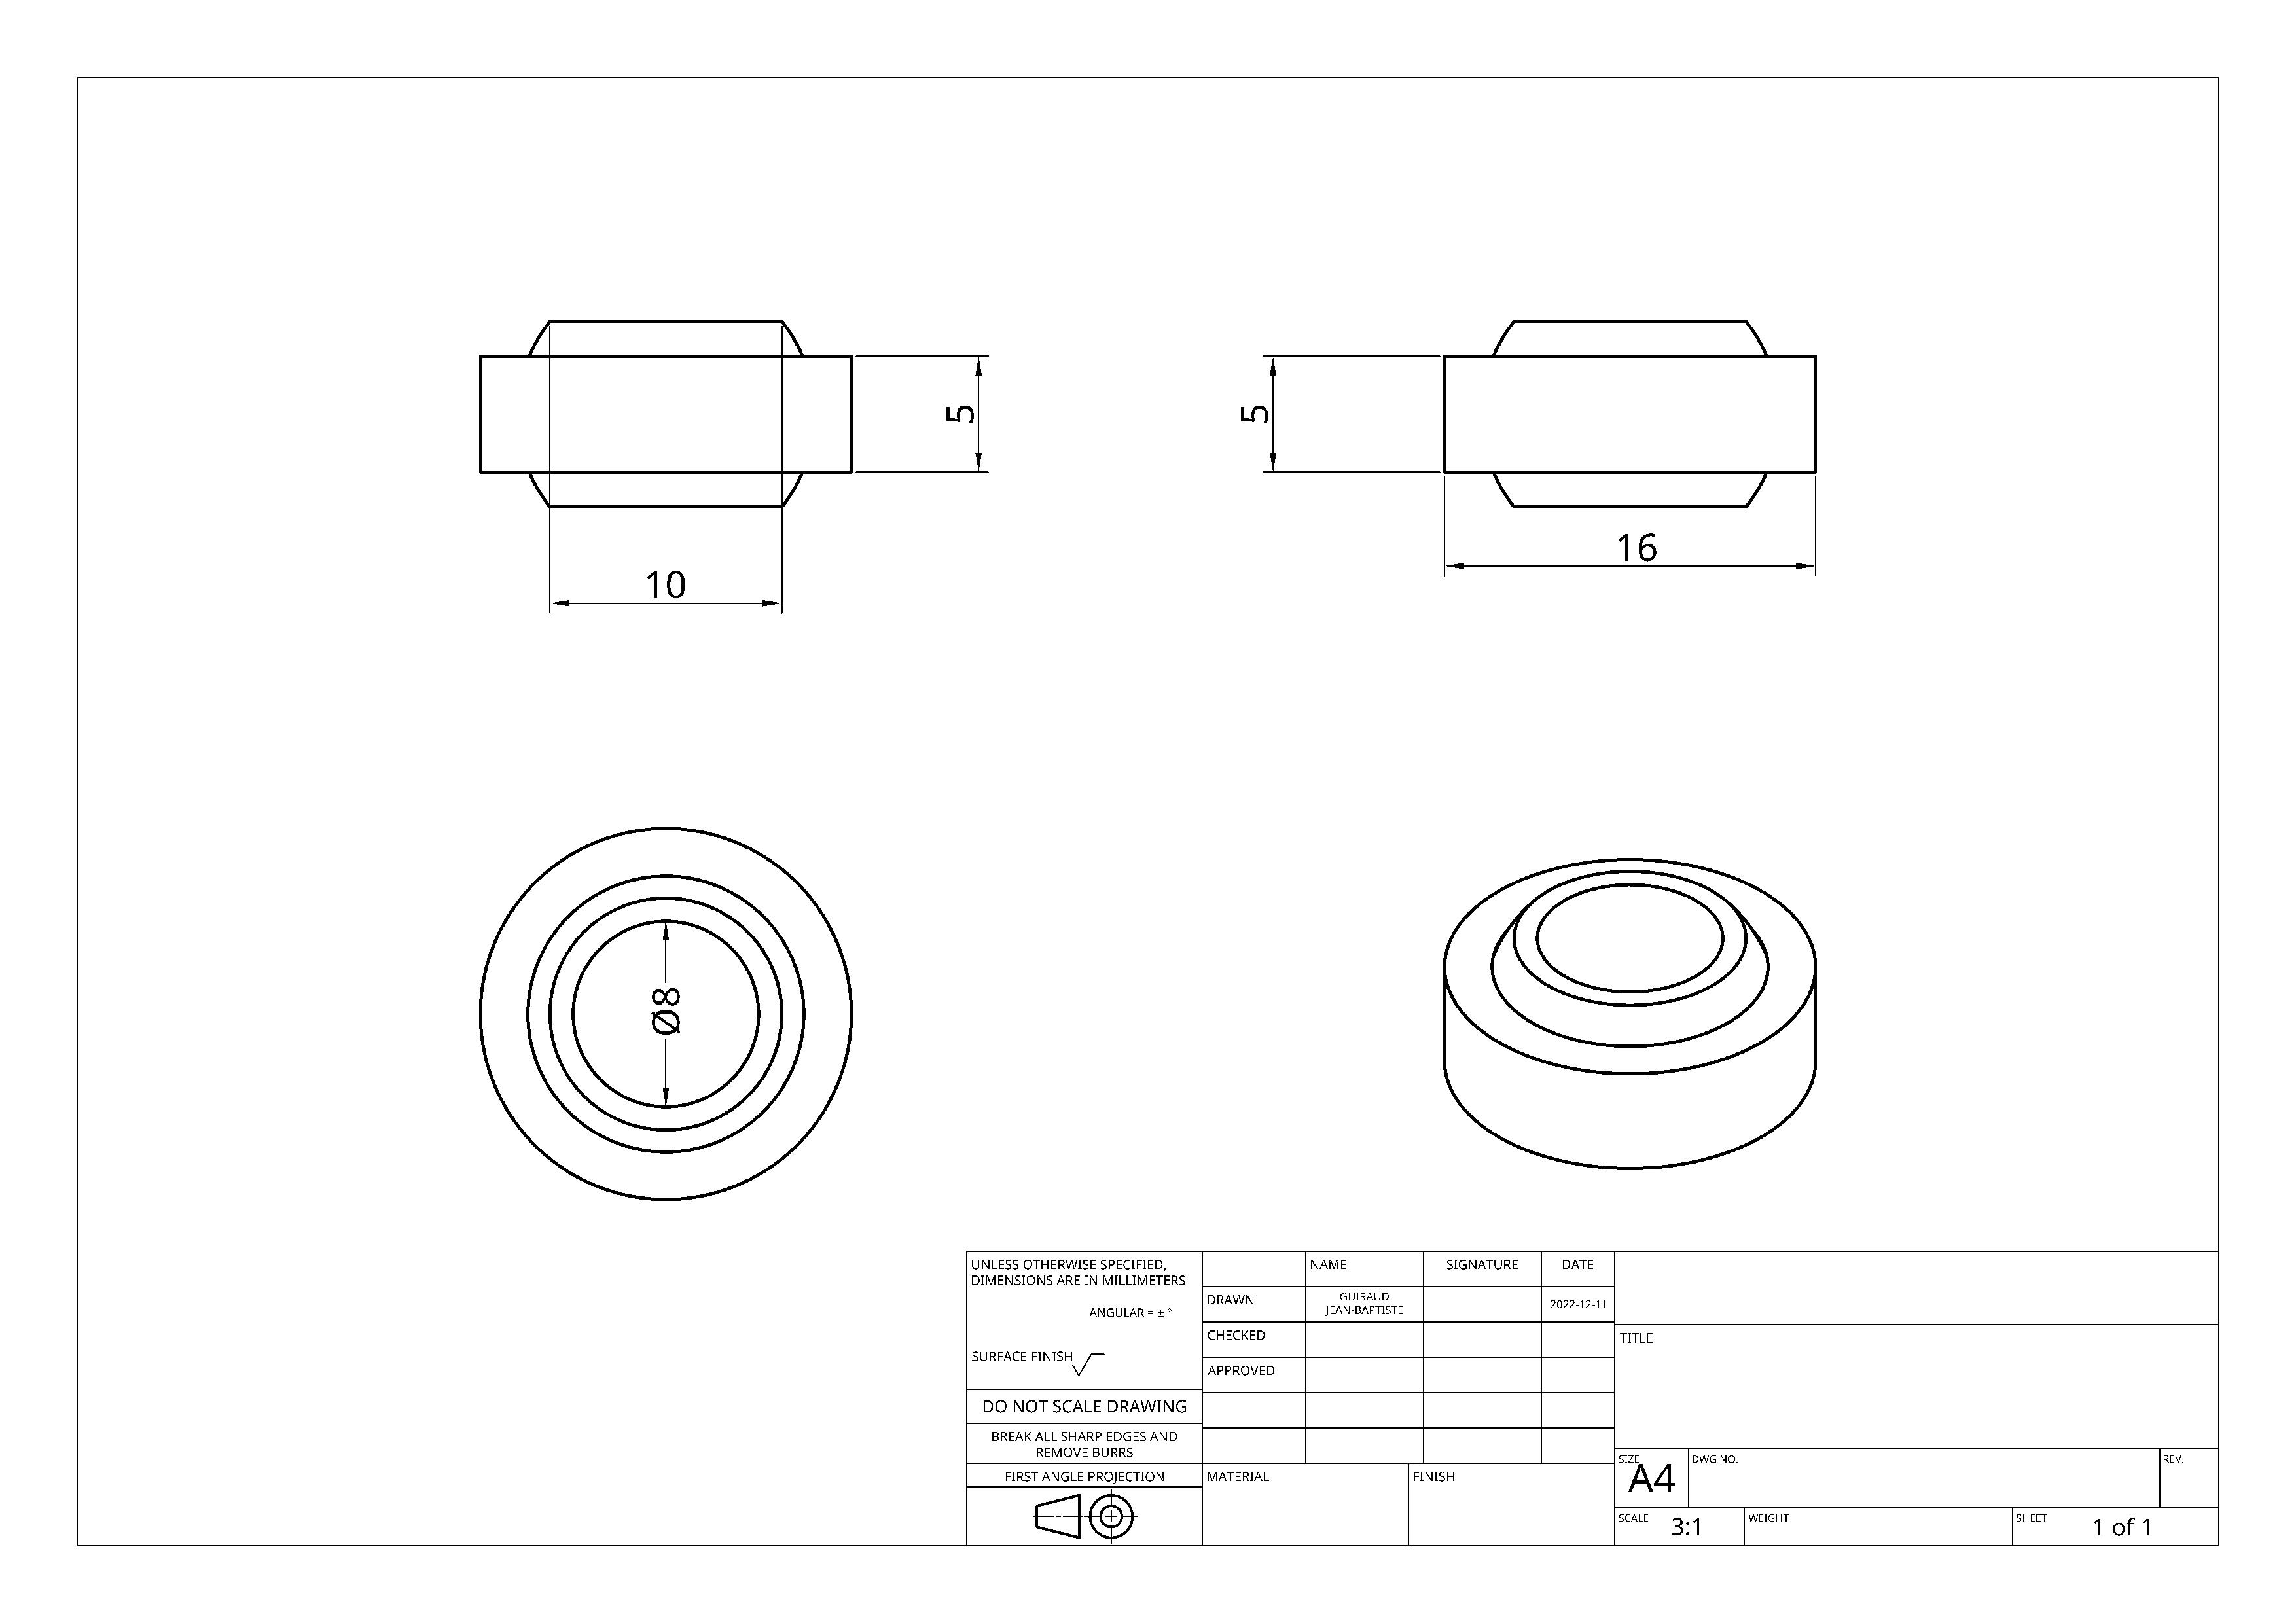 5
5
10
16
Ø8
UNLESS OTHERWISE SPECIFIED,
DIMENSIONS ARE IN MILLIMETERS
ANGULAR = ± °
SURFACE FINISH
DO NOT SCALE DRAWING
BREAK ALL SHARP EDGES AND
REMOVE BURRS
FIRST ANGLE PROJECTION
NAME SIGNATURE DATE
DRAWN GUIRAUD
JEAN-BAPTISTE 2022-12-11
CHECKED
APPROVED
MATERIAL FINISH
TITLE
SIZE A4 DWG NO. REV.
SCALE 3:1 WEIGHT SHEET 1 of 1